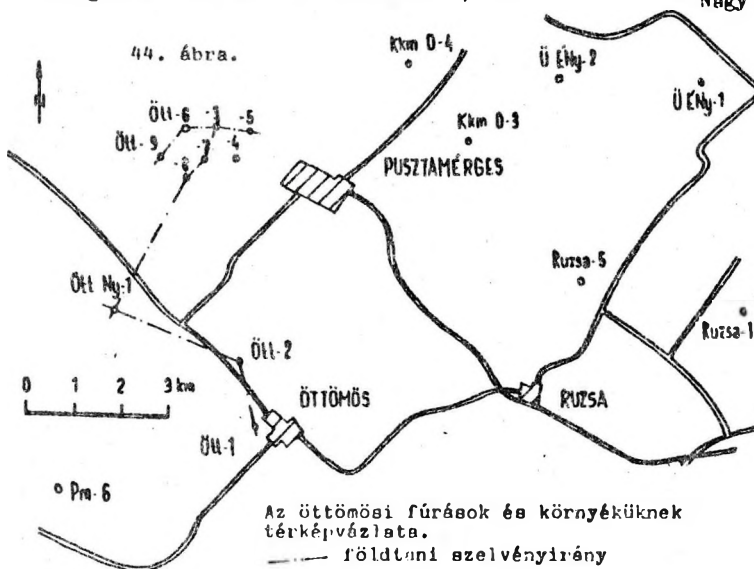 Nagy
44. ábra.
Kkm D-4
Ü ÉNy-2
Ü ÉNy-1
Ött-6
-3
-5
Ött-9
-7
-4
-8
Kkm D-3
PUSZTAMÉRGES
Ött Ny-1
Ruzsa-5
Ruzsa-1
Ött-2
0 1 2 3 km
ÖTTÖMÖS
RUZSA
Ött-1
Pra-6
Az öttömösi fúrások és környéküknek
térképvázlata.
földtani szelvényirány